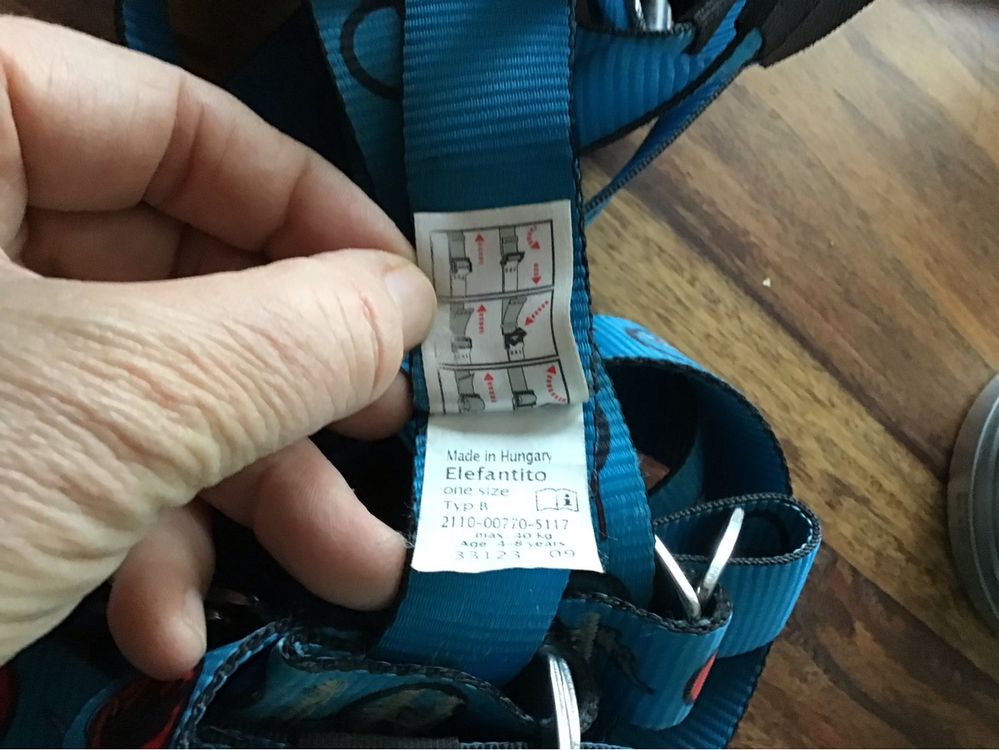 Made in Hungary
Elefantito
one size
Typ B
2110-00770-5117
max. 40 kg
Age 4-8 years
33123 09